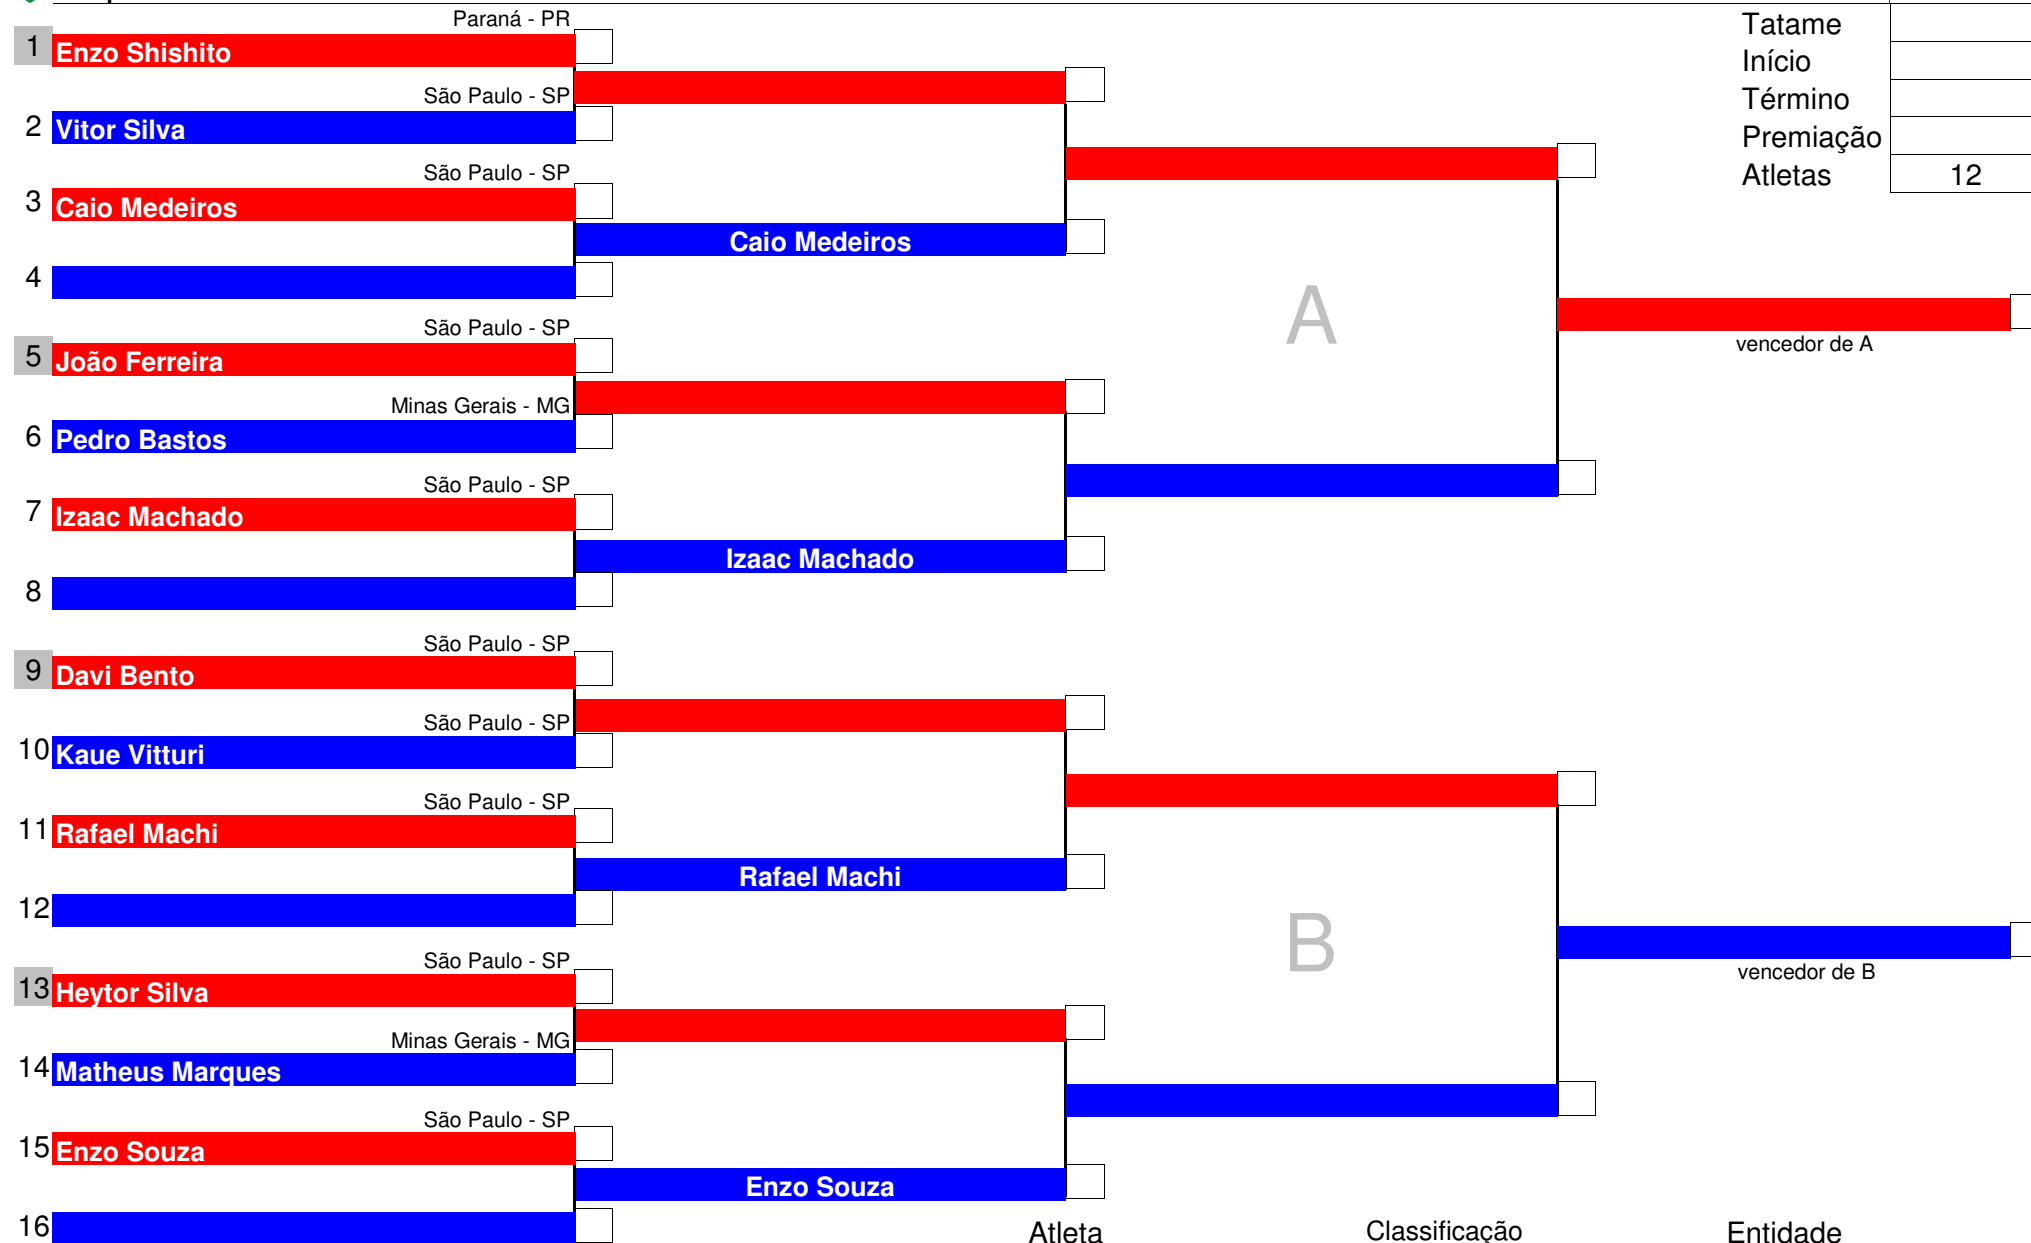 Paraná - PR
1 Enzo Shishito
São Paulo - SP
2 Vitor Silva
São Paulo - SP
3 Caio Medeiros
Caio Medeiros
4
São Paulo - SP
5 João Ferreira
Minas Gerais - MG
6 Pedro Bastos
São Paulo - SP
7 Izaac Machado
Izaac Machado
8
São Paulo - SP
9 Davi Bento
São Paulo - SP
10 Kaue Vitturi
São Paulo - SP
11 Rafael Machi
Rafael Machi
12
São Paulo - SP
13 Heytor Silva
Minas Gerais - MG
14 Matheus Marques
São Paulo - SP
15 Enzo Souza
Enzo Souza
16
A
vencedor de A
B
vencedor de B
Tatame
Início
Término
Premiação
Atletas 12
Atleta Classificação Entidade